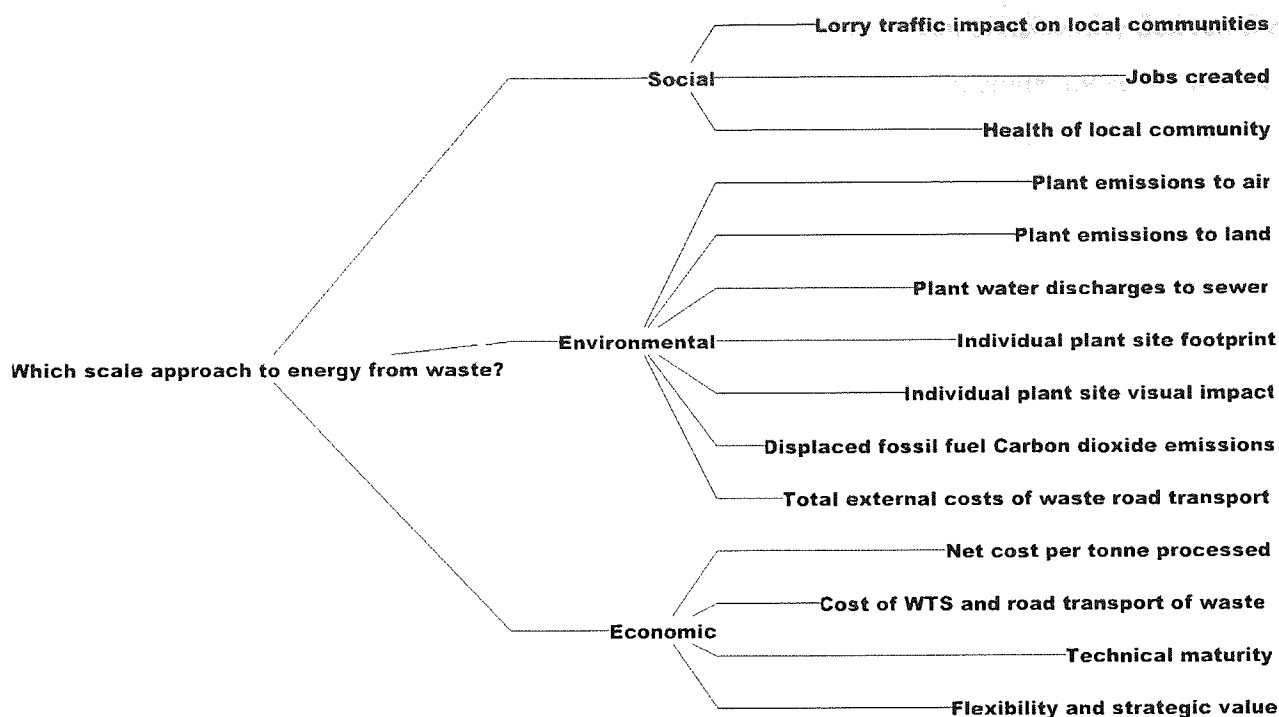 Lorry traffic impact on local communities
Social
Jobs created
Health of local community
Plant emissions to air
Plant emissions to land
Plant water discharges to sewer
Environmental
Individual plant site footprint
Which scale approach to energy from waste?
Individual plant site visual impact
Displaced fossil fuel Carbon dioxide emissions
Total external costs of waste road transport
Net cost per tonne processed
Cost of WTS and road transport of waste
Economic
Technical maturity
Flexibility and strategic value